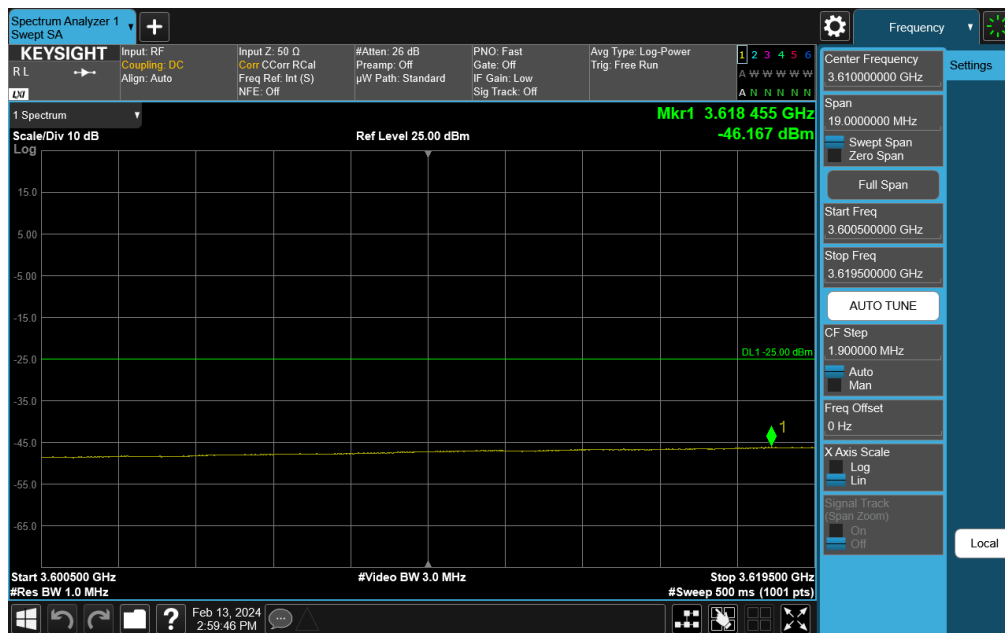 Spectrum Analyzer 1
Swept SA
Frequency
KEYSIGHT
R L
LXI
Input: RF
Coupling: DC
Align: Auto
Input Z: 50 Ω
Corr CCorr RCal
Freq Ref: Int (S)
NFE: Off
#Atten: 26 dB
Preamp: Off
µW Path: Standard
PNO: Fast
Gate: Off
IF Gain: Low
Sig Track: Off
Avg Type: Log-Power
Trig: Free Run
1 2 3 4 5 6
A W W W W W
A N N N N N
1 Spectrum
Scale/Div 10 dB
Log
Ref Level 25.00 dBm
Mkr1 3.618 455 GHz
-46.167 dBm
15.0
5.00
-5.00
-15.0
-25.0
-35.0
-45.0
-55.0
-65.0
DL1 -25.00 dBm
1
Start 3.600500 GHz
#Res BW 1.0 MHz
#Video BW 3.0 MHz
Stop 3.619500 GHz
#Sweep 500 ms (1001 pts)
Feb 13, 2024
2:59:46 PM
Center Frequency
3.610000000 GHz
Span
19.0000000 MHz
Swept Span
Zero Span
Full Span
Start Freq
3.600500000 GHz
Stop Freq
3.619500000 GHz
AUTO TUNE
CF Step
1.900000 MHz
Auto
Man
Freq Offset
0 Hz
X Axis Scale
Log
Lin
Signal Track
(Span Zoom)
On
Off
Settings
Local